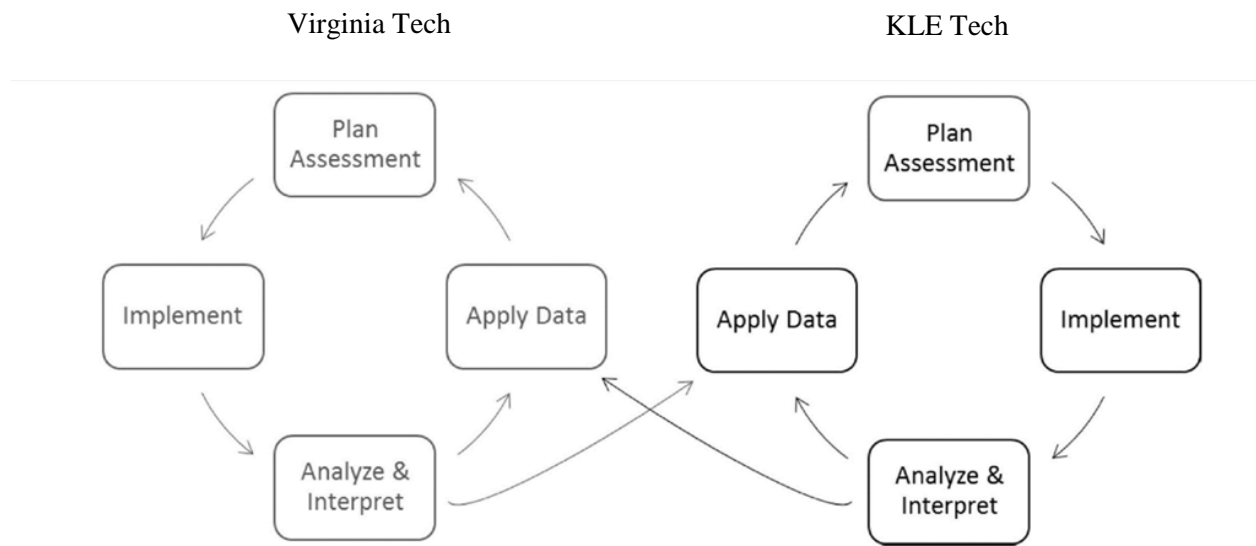 Virginia Tech
KLE Tech
Plan
Assessment
Plan
Assessment
Implement
Apply Data
Apply Data
Implement
Analyze &
Interpret
Analyze &
Interpret